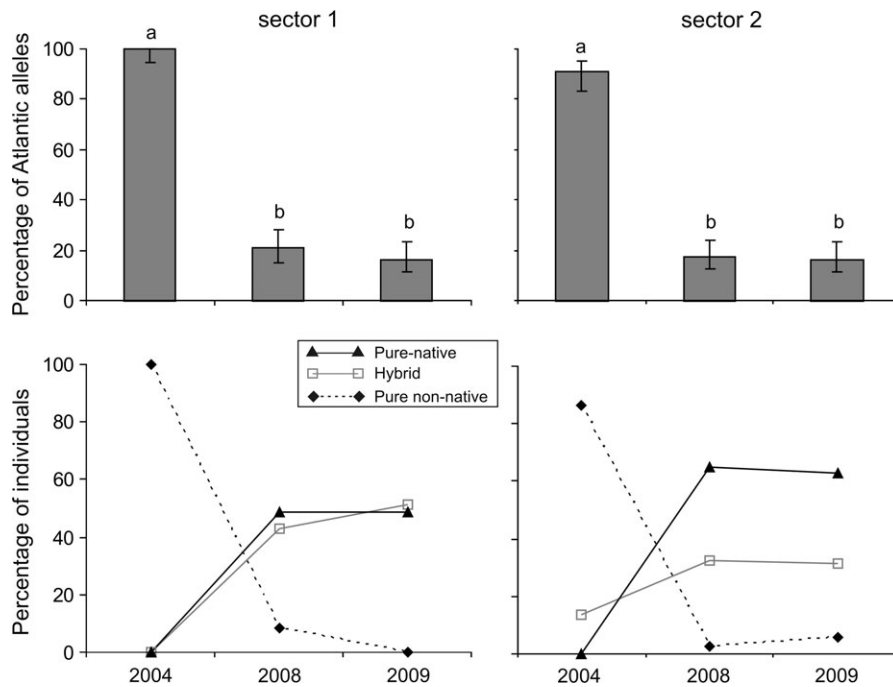 sector 1
sector 2
Percentage of Atlantic alleles
100
80
60
40
20
0
a
b
b
a
b
b
Percentage of individuals
100
80
60
40
20
0
Pure-native
Hybrid
Pure non-native
2004
2008
2009
2004
2008
2009